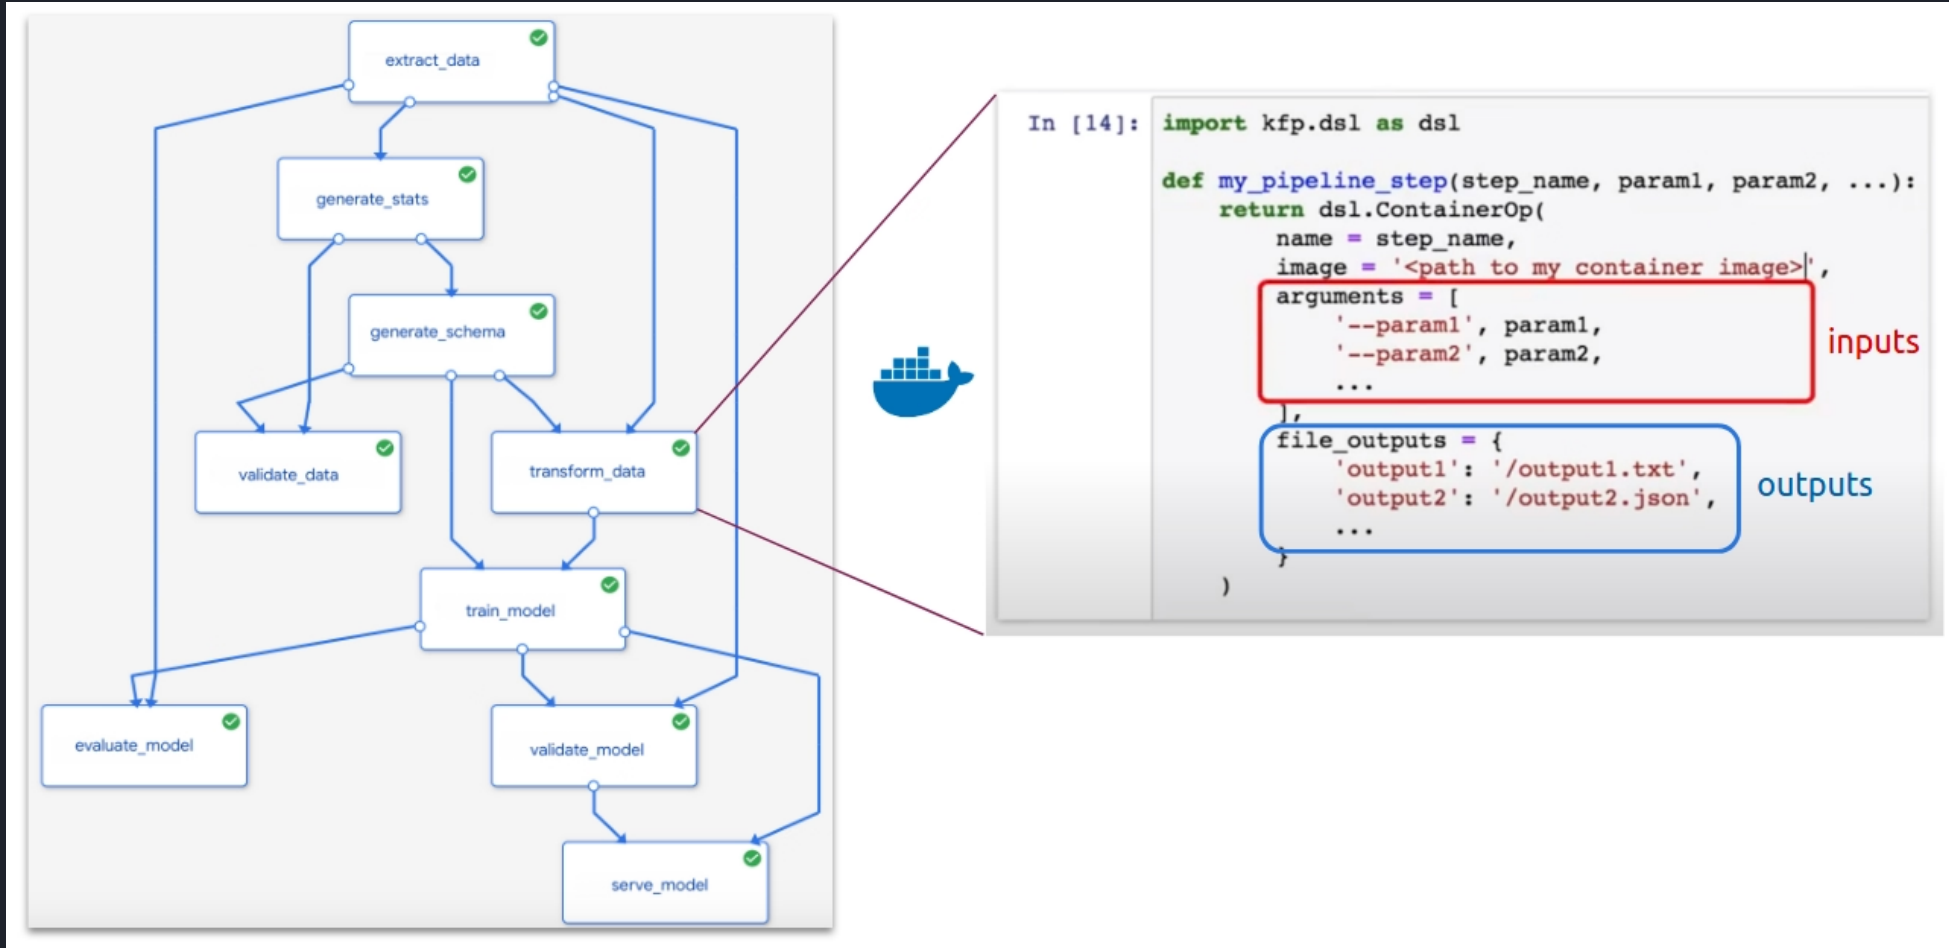 extract_data
generate_stats
generate_schema
validate_data
transform_data
train_model
evaluate_model
validate_model
serve_model
In [14]: import kfp.dsl as dsl
def my_pipeline_step(step_name, param1, param2, ...):
return dsl.ContainerOp(
name = step_name,
image = '<path to my container image>',
arguments = [
'--param1', param1,
'--param2', param2,
...
],
file_outputs = {
'output1': '/output1.txt',
'output2': '/output2.json',
...
}
)
inputs
outputs